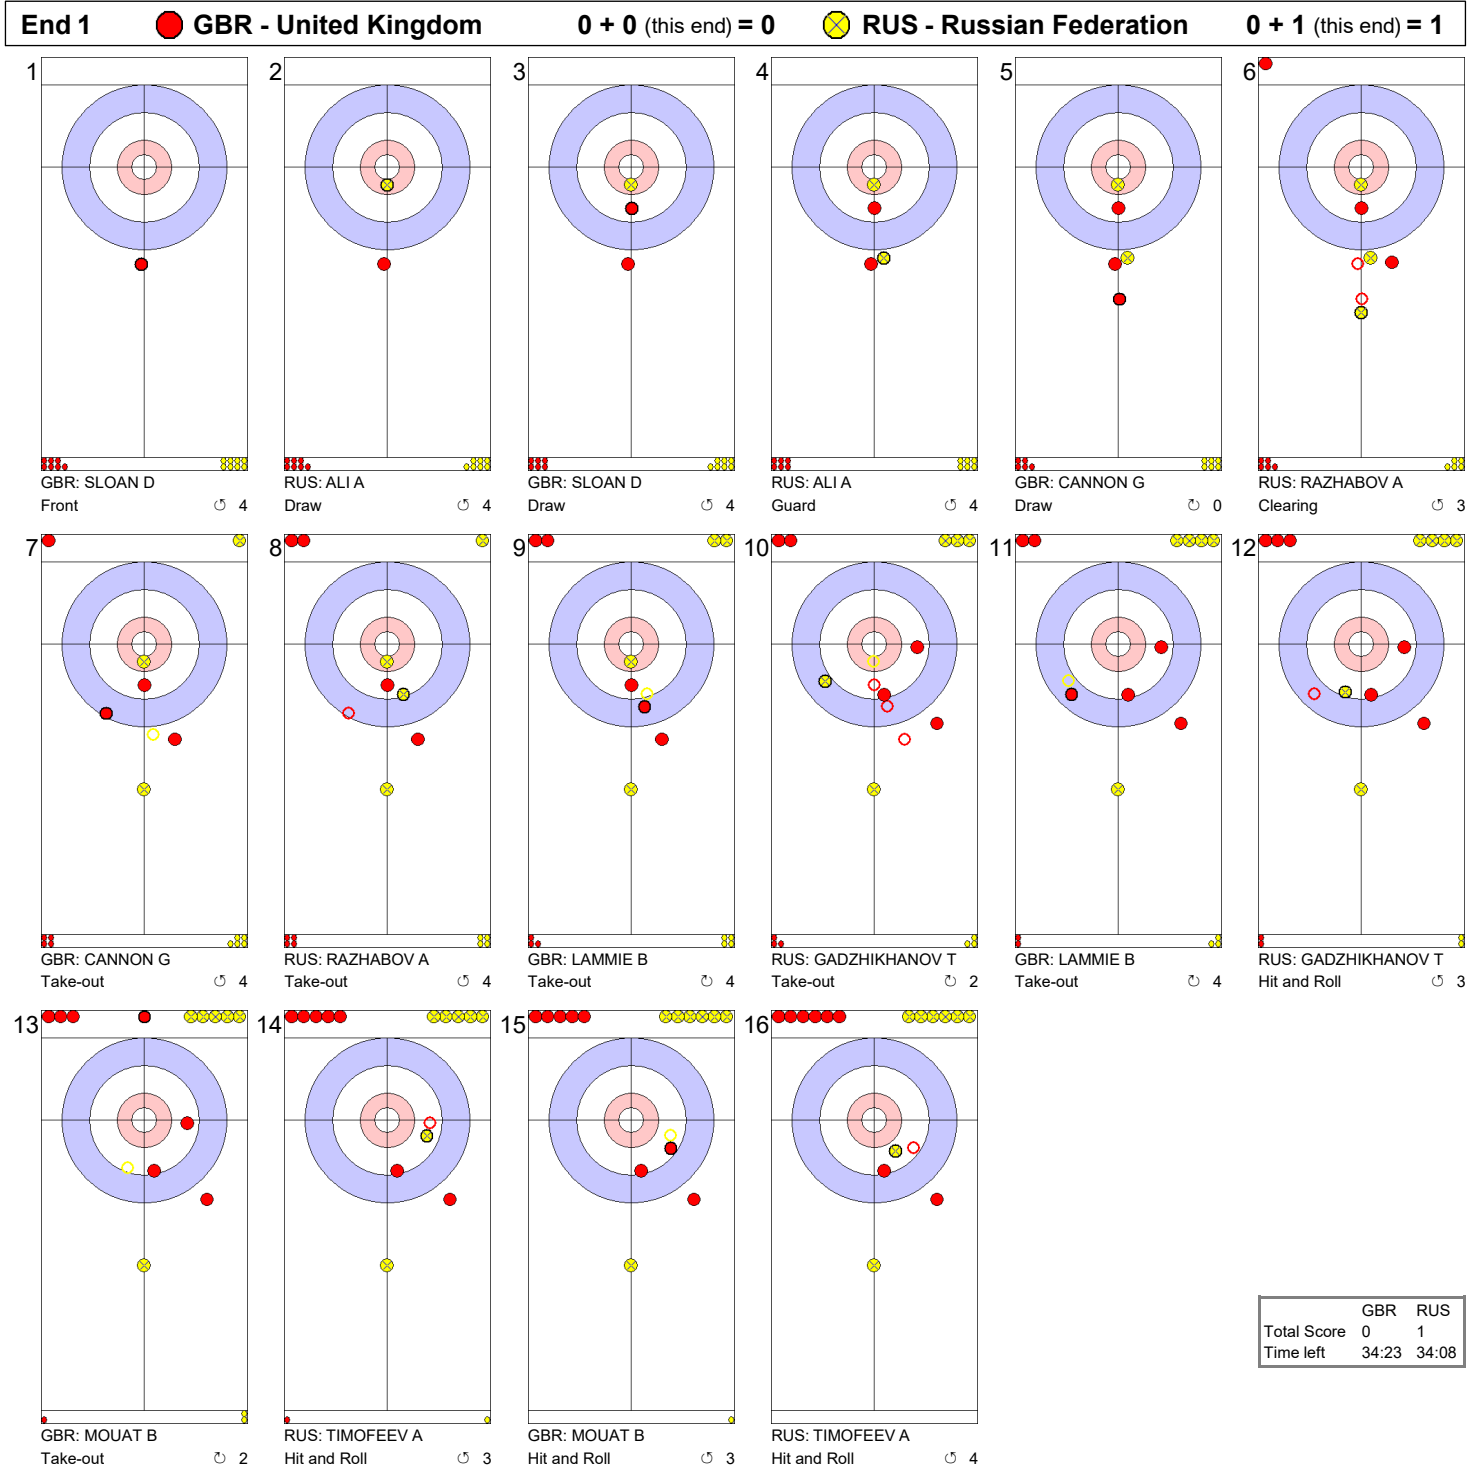 End 1 GBR - United Kingdom 0 + 0 (this end) = 0 RUS - Russian Federation 0 + 1 (this end) = 1
1 2 3 4 5 6
GBR: SLOAN D RUS: ALI A GBR: SLOAN D RUS: ALI A GBR: CANNON G RUS: RAZHABOV A
Front ↺ 4 Draw ↺ 4 Draw ↺ 4 Guard ↺ 4 Draw ↻ 0 Clearing ↺ 3
7 8 9 10 11 12
GBR: CANNON G RUS: RAZHABOV A GBR: LAMMIE B RUS: GADZHIKHANOV T GBR: LAMMIE B RUS: GADZHIKHANOV T
Take-out ↺ 4 Take-out ↺ 4 Take-out ↺ 4 Take-out ↺ 2 Take-out ↺ 4 Hit and Roll ↺ 3
13 14 15 16
GBR: MOUAT B RUS: TIMOFEEV A GBR: MOUAT B RUS: TIMOFEEV A
Take-out ↻ 2 Hit and Roll ↺ 3 Hit and Roll ↺ 3 Hit and Roll ↺ 4
GBR RUS
Total Score 0 1
Time left 34:23 34:08